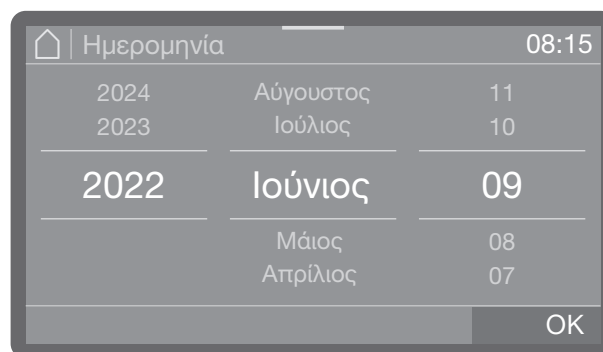 Ημερομηνία 08:15
2024 Αύγουστος 11
2023 Ιούλιος 10
2022 Ιούνιος 09
Μάιος 08
Απρίλιος 07
OK